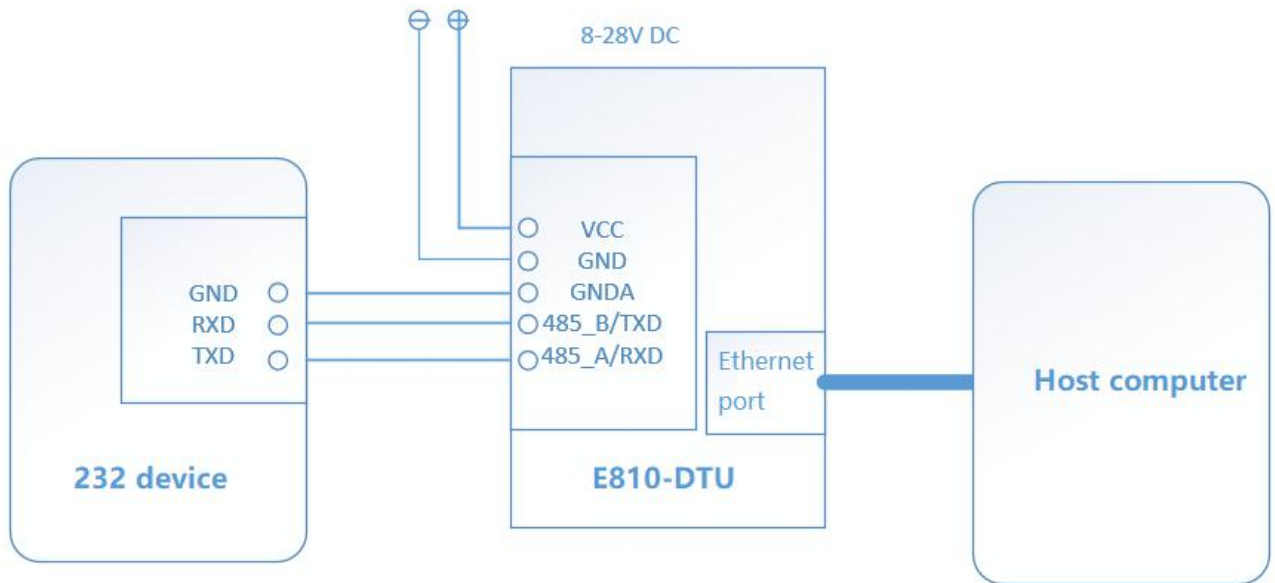 8-28V DC
GND
RXD
TXD
232 device
VCC
GND
GNDA
485_B/TXD
485_A/RXD
Ethernet
port
E810-DTU
Host computer